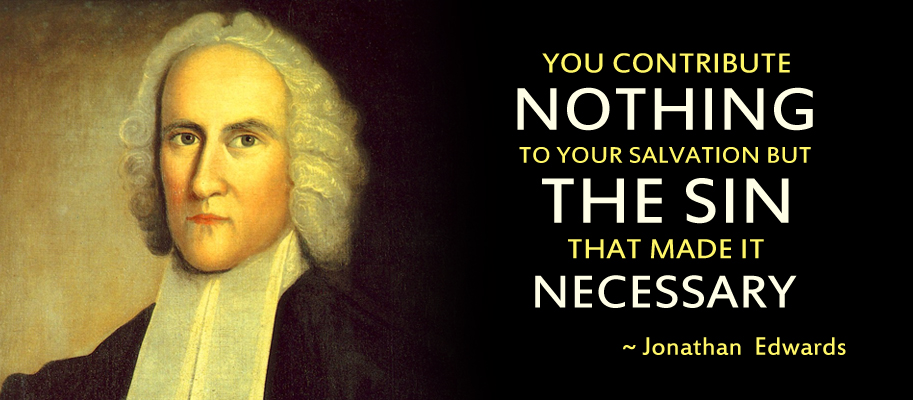 YOU CONTRIBUTE
NOTHING
TO YOUR SALVATION BUT
THE SIN
THAT MADE IT
NECESSARY
~ Jonathan Edwards